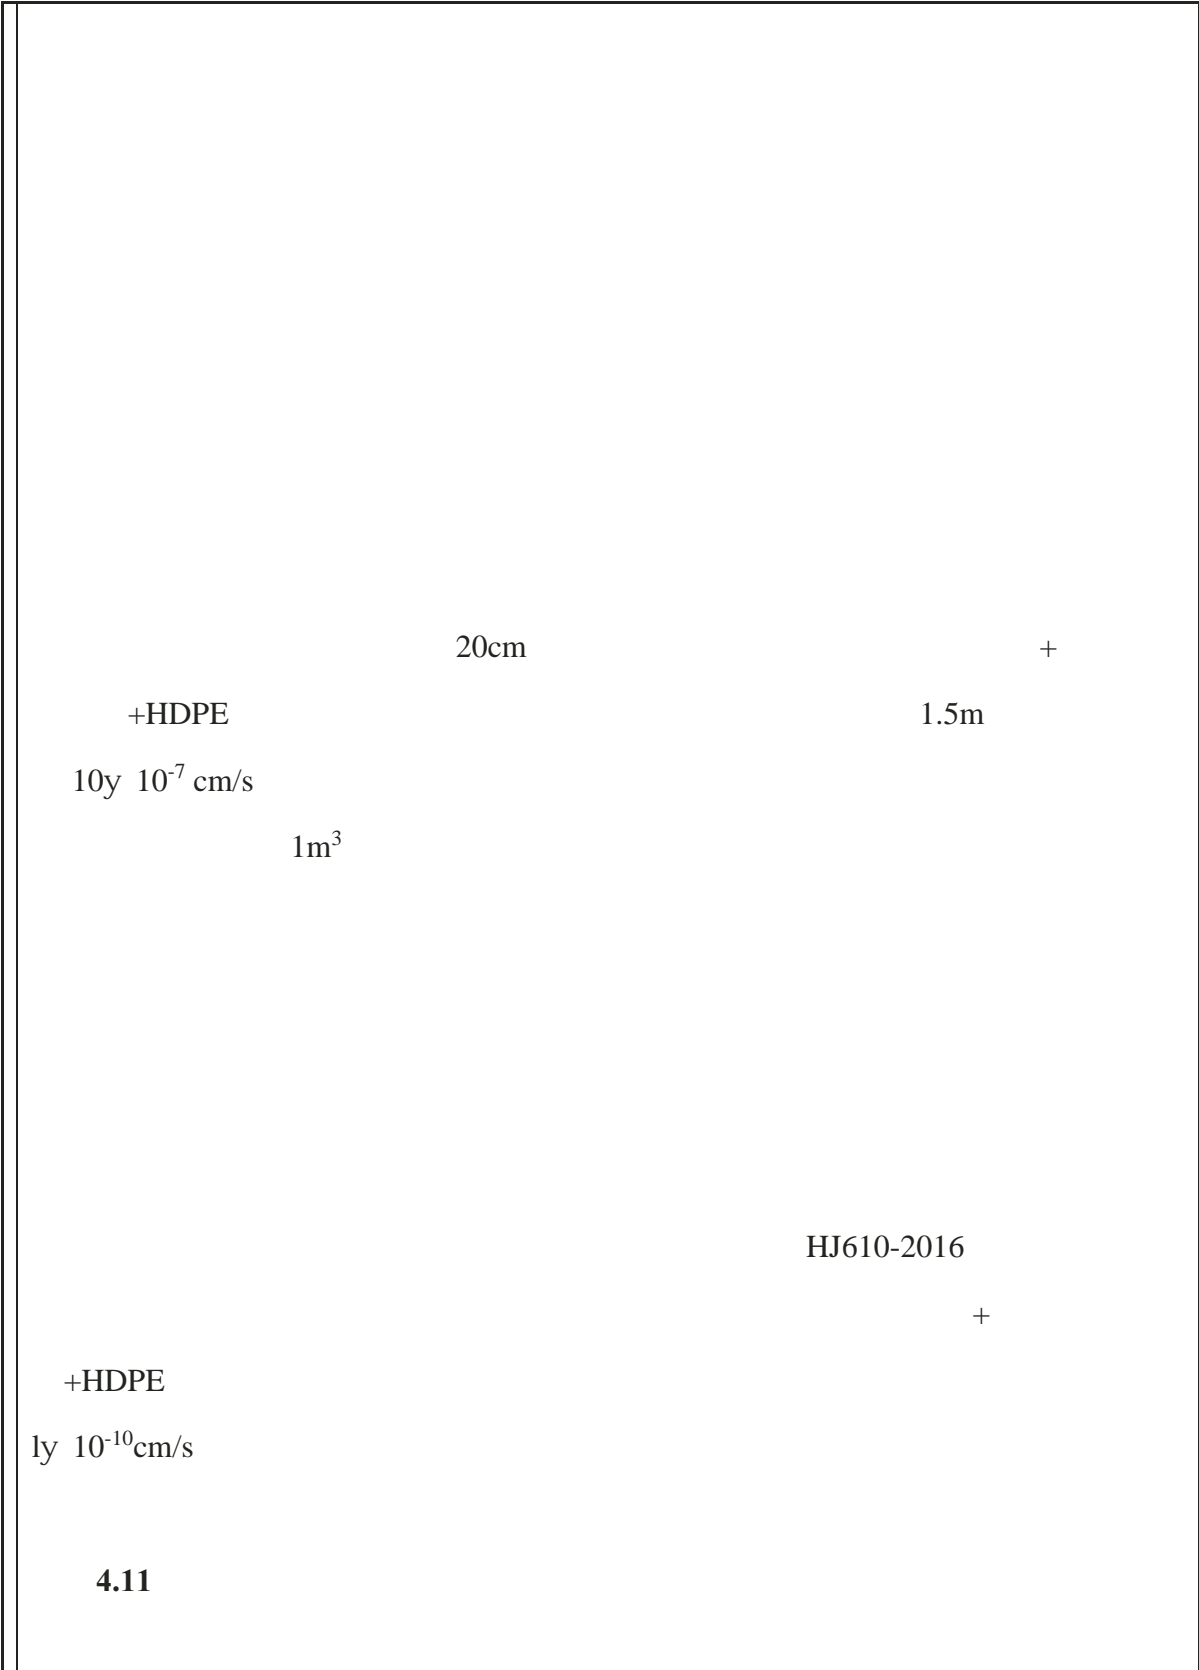 20cm +
+HDPE 1.5m
10y 10⁻⁷ cm/s
1m³
HJ610-2016
+
+HDPE
ly 10⁻¹⁰cm/s
4.11